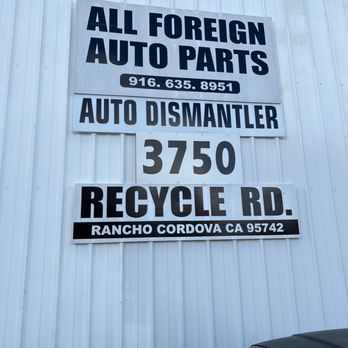 ALL FOREIGN
AUTO PARTS
916. 635. 8951
AUTO DISMANTLER
3750
RECYCLE RD.
RANCHO CORDOVA CA 95742